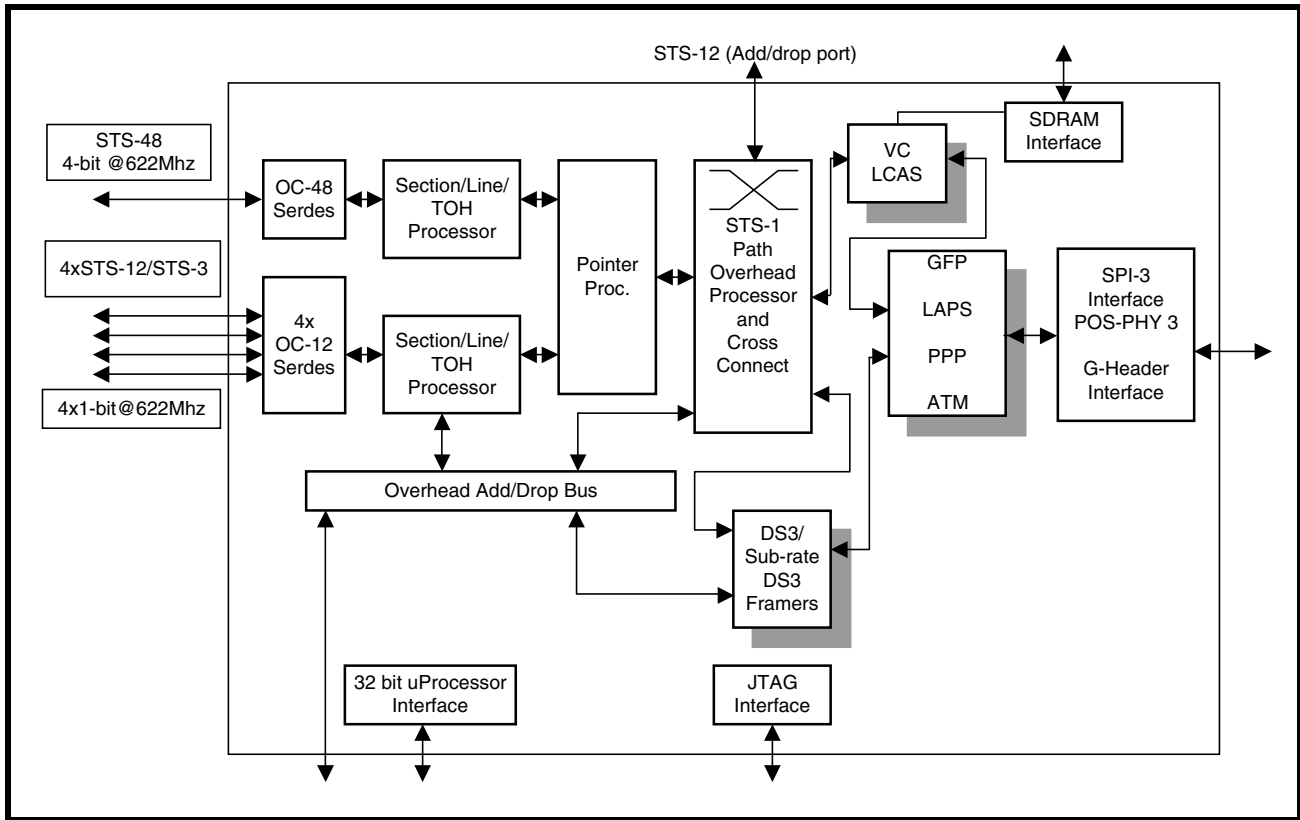 STS-12 (Add/drop port)
STS-48
4-bit @622Mhz
SDRAM
Interface
VC
LCAS
OC-48
Serdes
Section/Line/
TOH
Processor
STS-1
Path
Overhead
Processor
and
Cross
Connect
4xSTS-12/STS-3
Pointer
Proc.
GFP
LAPS
PPP
ATM
SPI-3
Interface
POS-PHY 3
G-Header
Interface
4x
OC-12
Serdes
Section/Line/
TOH
Processor
4x1-bit@622Mhz
Overhead Add/Drop Bus
DS3/
Sub-rate
DS3
Framers
32 bit uProcessor
Interface
JTAG
Interface